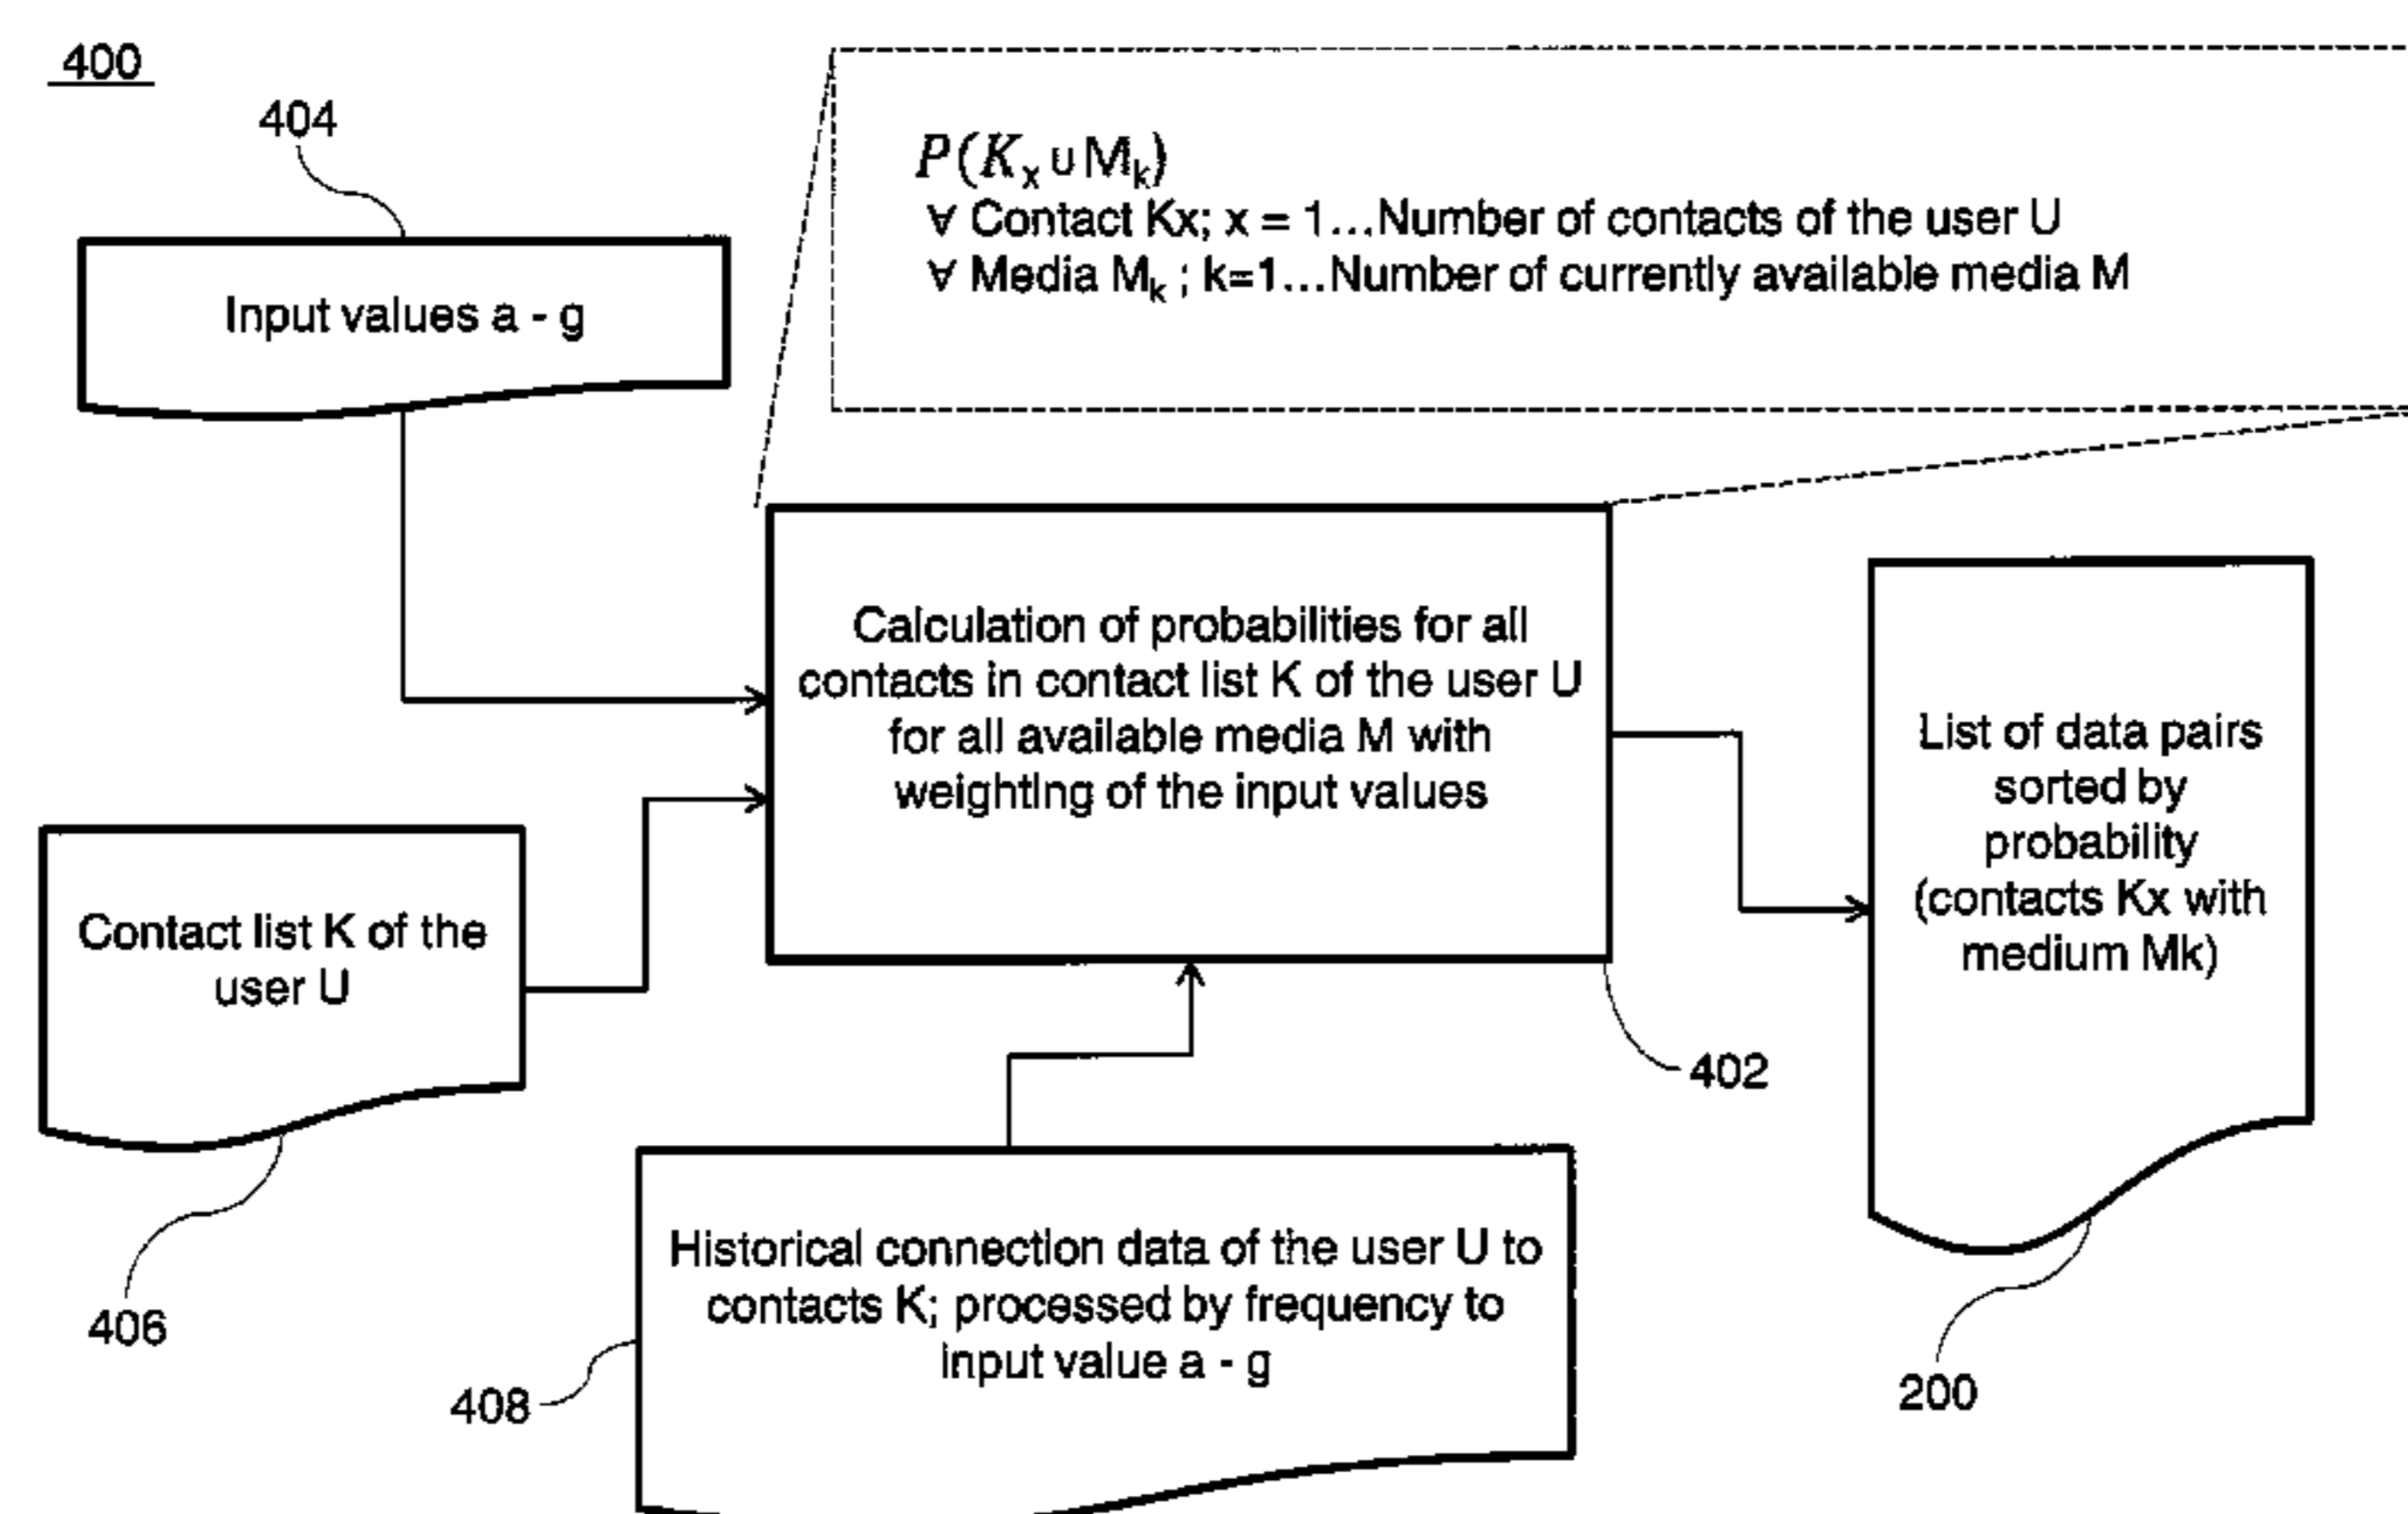 400
404
P(Kx ∪ Mk)
∀ Contact Kx; x = 1...Number of contacts of the user U
∀ Media Mk ; k=1...Number of currently available media M
Input values a - g
Calculation of probabilities for all
contacts in contact list K of the user U
for all available media M with
weighting of the input values
List of data pairs
sorted by
probability
(contacts Kx with
medium Mk)
Contact list K of the
user U
402
Historical connection data of the user U to
contacts K; processed by frequency to
input value a - g
406
408
200